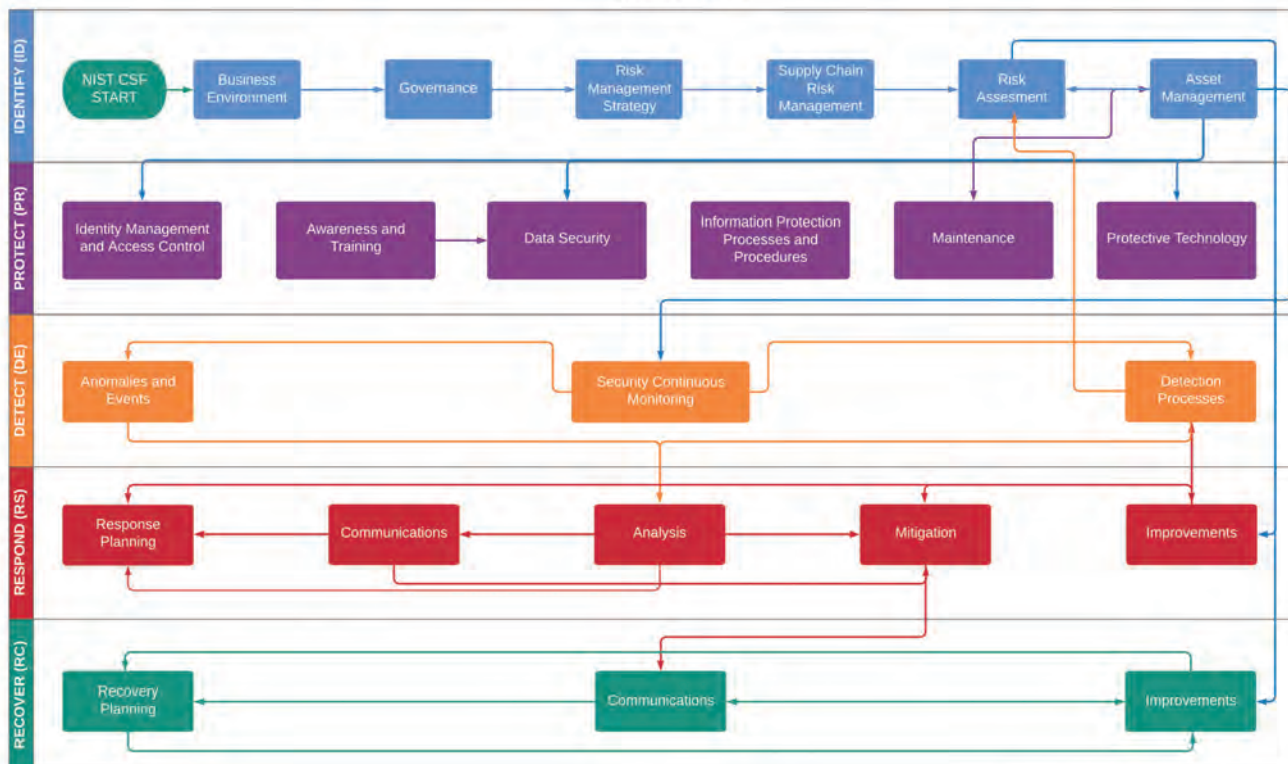 IDENTIFY (ID)
NIST CSF
START
Business
Environment
Governance
Risk
Management
Strategy
Supply Chain
Risk
Management
Risk
Assesment
Asset
Management
PROTECT (PR)
Identity Management
and Access Control
Awareness and
Training
Data Security
Information Protection
Processes and
Procedures
Maintenance
Protective Technology
DETECT (DE)
Anomalies and
Events
Security Continuous
Monitoring
Detection
Processes
RESPOND (RS)
Response
Planning
Communications
Analysis
Mitigation
Improvements
RECOVER (RC)
Recovery
Planning
Communications
Improvements